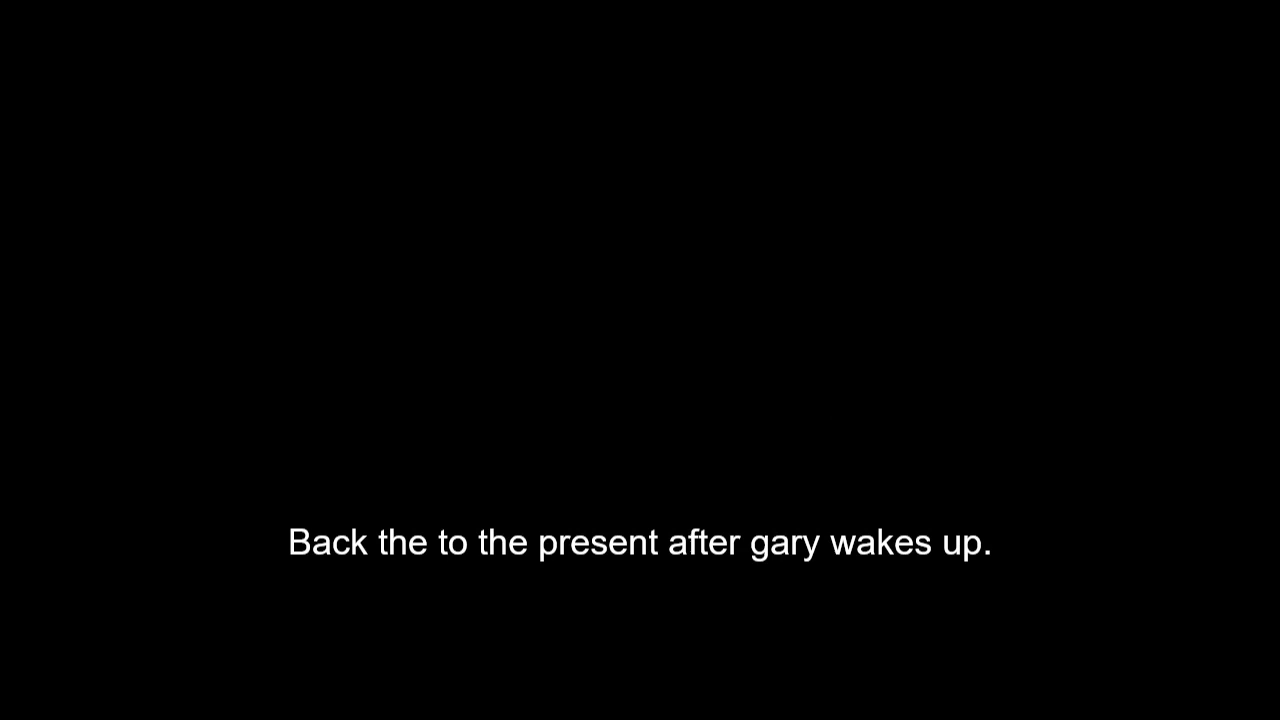 Back the to the present after gary wakes up.